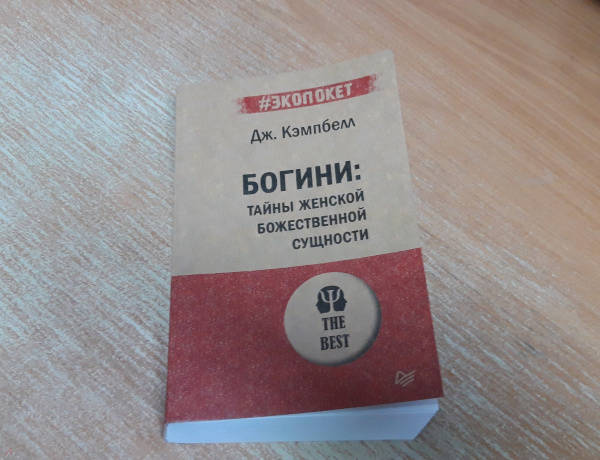 #ЭКОПОКЕТ
Дж. Кэмпбелл
БОГИНИ:
ТАЙНЫ ЖЕНСКОЙ
БОЖЕСТВЕННОЙ
СУЩНОСТИ
THE
BEST